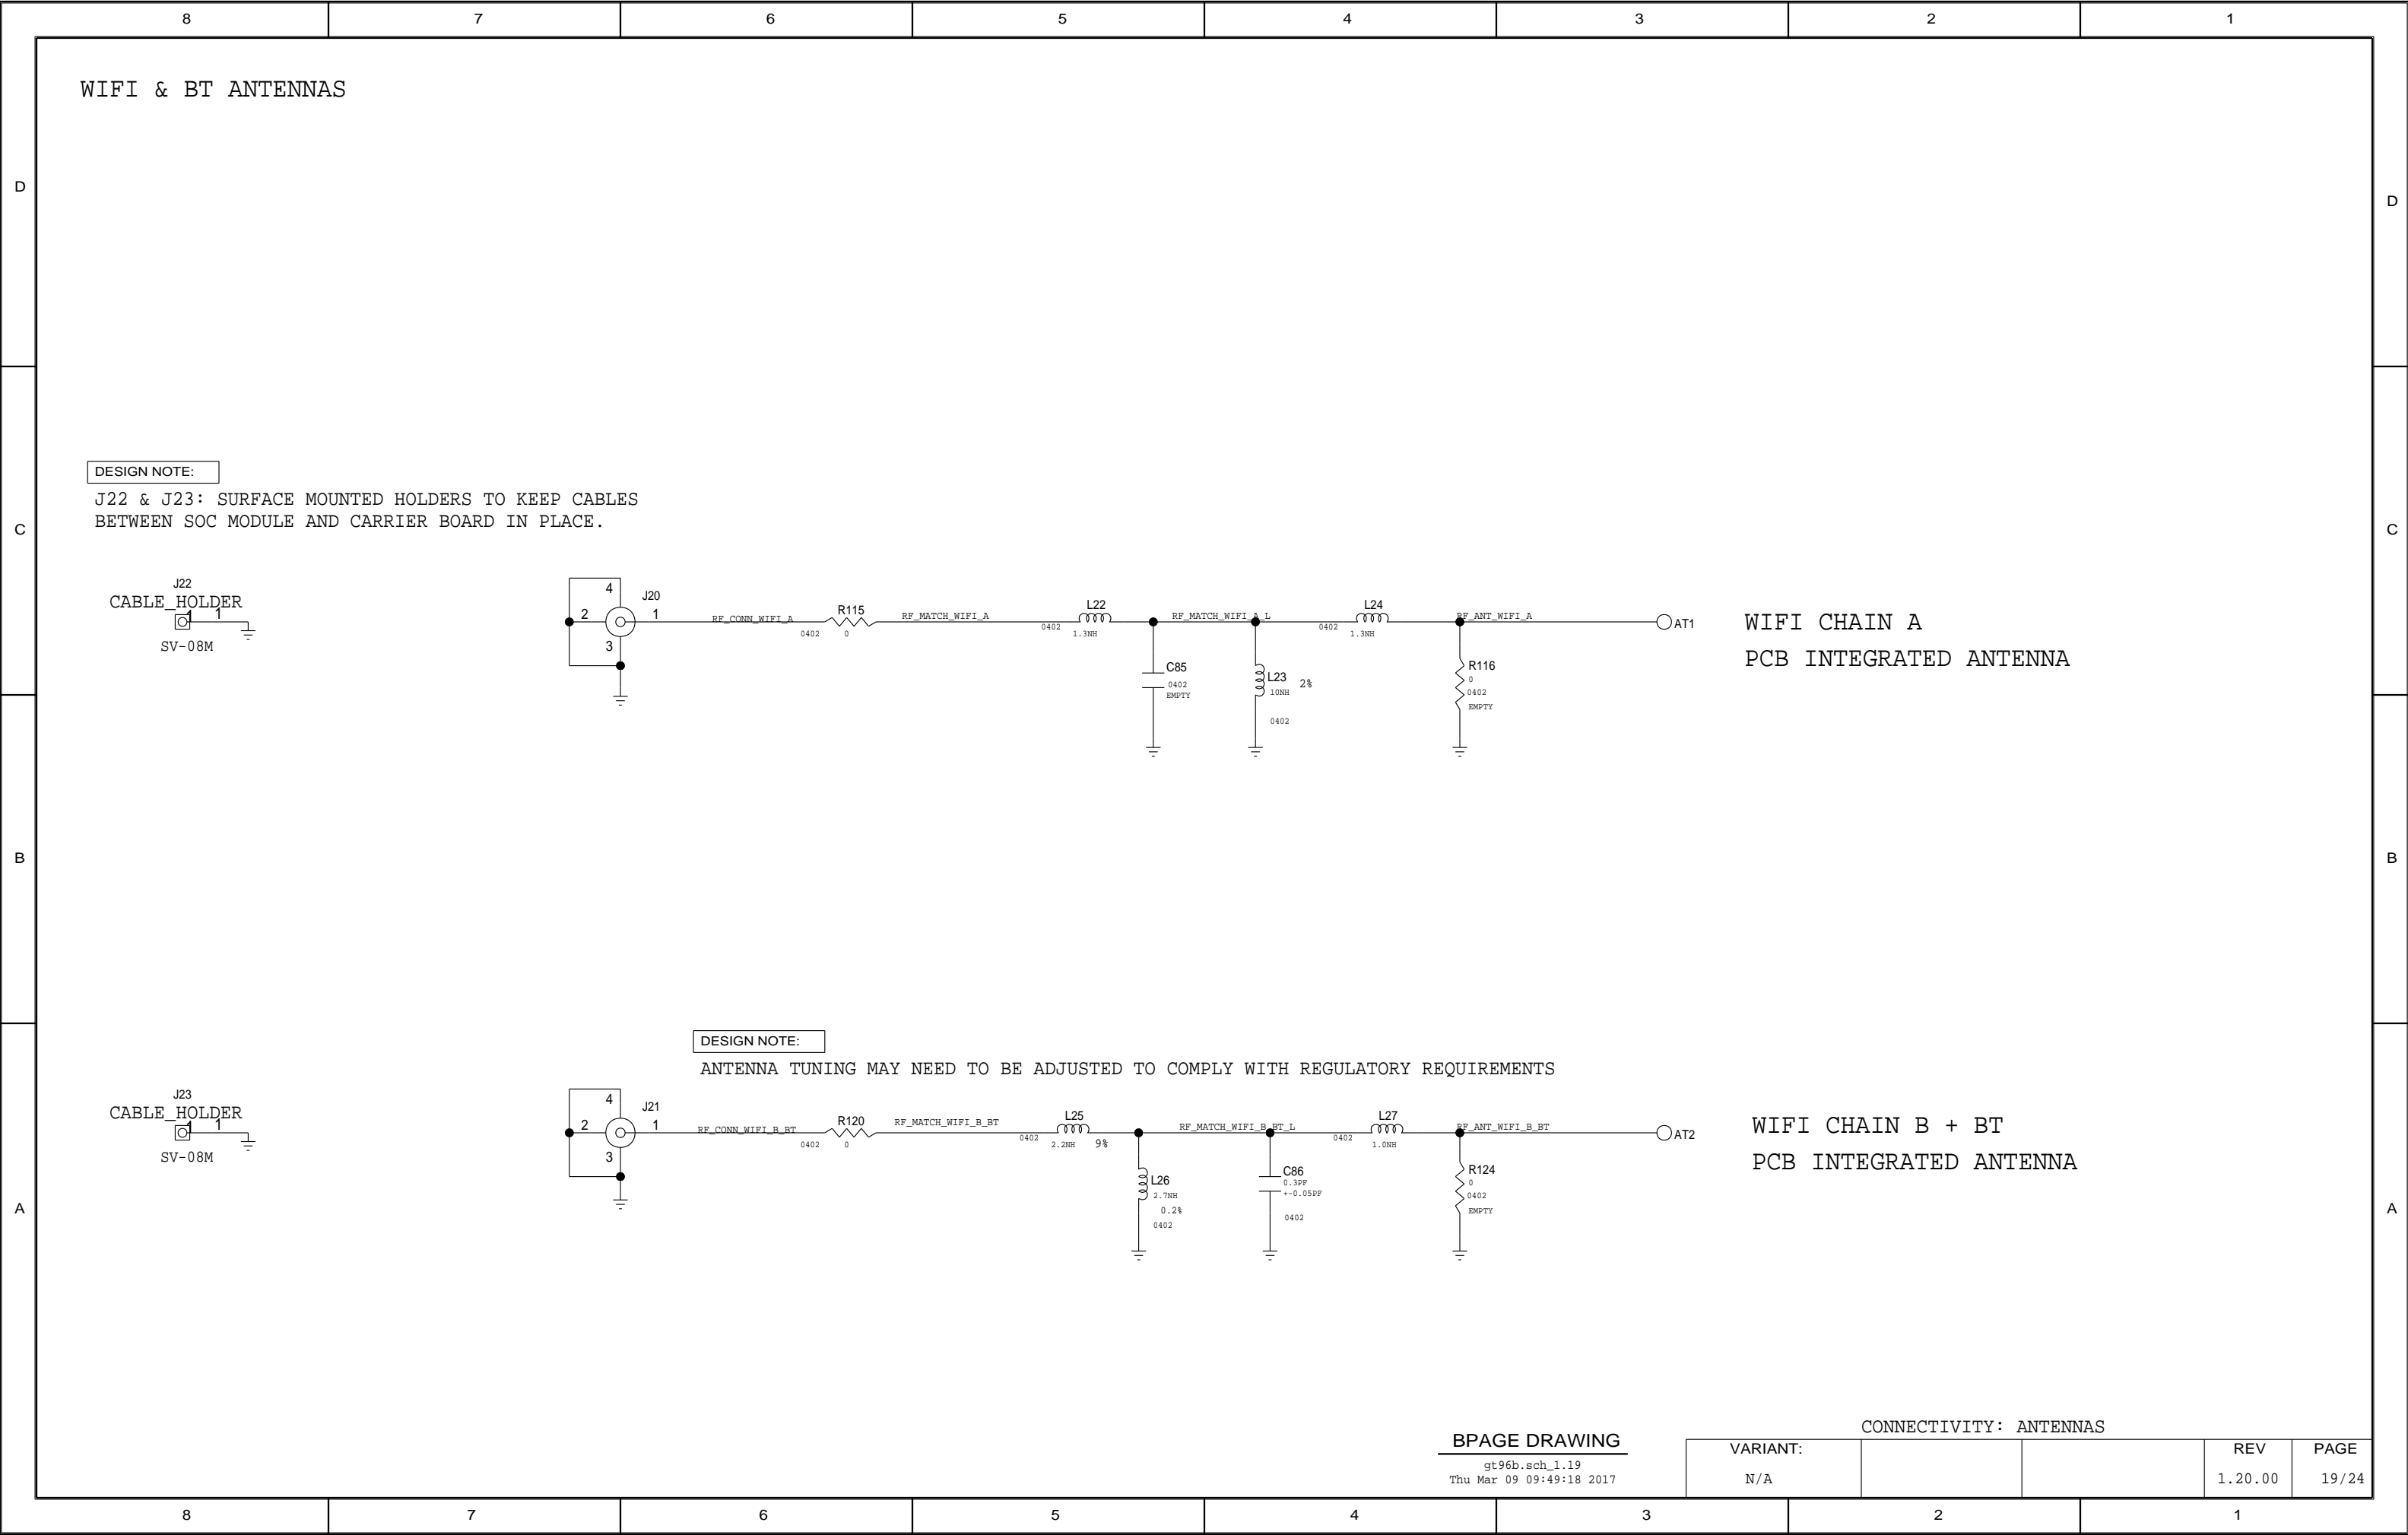 8 7 6 5 4 3 2 1
WIFI & BT ANTENNAS
D
D
DESIGN NOTE:
J22 & J23: SURFACE MOUNTED HOLDERS TO KEEP CABLES
BETWEEN SOC MODULE AND CARRIER BOARD IN PLACE.
C
C
J22
CABLE_HOLDER
1 1
SV-08M
4
2
3
J20
1
RF_CONN_WIFI_A
R115
0402 0
RF_MATCH_WIFI_A
L22
0402 1.3NH
RF_MATCH_WIFI_A_L
L24
0402 1.3NH
RF_ANT_WIFI_A
AT1
WIFI CHAIN A
PCB INTEGRATED ANTENNA
C85
0402
EMPTY
L23 2%
10NH
0402
R116
0
0402
EMPTY
B
B
DESIGN NOTE:
ANTENNA TUNING MAY NEED TO BE ADJUSTED TO COMPLY WITH REGULATORY REQUIREMENTS
J23
CABLE_HOLDER
1 1
SV-08M
4
2
3
J21
1
RF_CONN_WIFI_B_BT
R120
0402 0
RF_MATCH_WIFI_B_BT
L25
0402 2.2NH 9%
RF_MATCH_WIFI_B_BT_L
L27
0402 1.0NH
RF_ANT_WIFI_B_BT
AT2
WIFI CHAIN B + BT
PCB INTEGRATED ANTENNA
L26
2.7NH
0.2%
0402
C86
0.3PF
+-0.05PF
0402
R124
0
0402
EMPTY
A
A
BPAGE DRAWING
gt96b.sch_1.19
Thu Mar 09 09:49:18 2017
CONNECTIVITY: ANTENNAS
VARIANT: REV PAGE
N/A 1.20.00 19/24
8 7 6 5 4 3 2 1